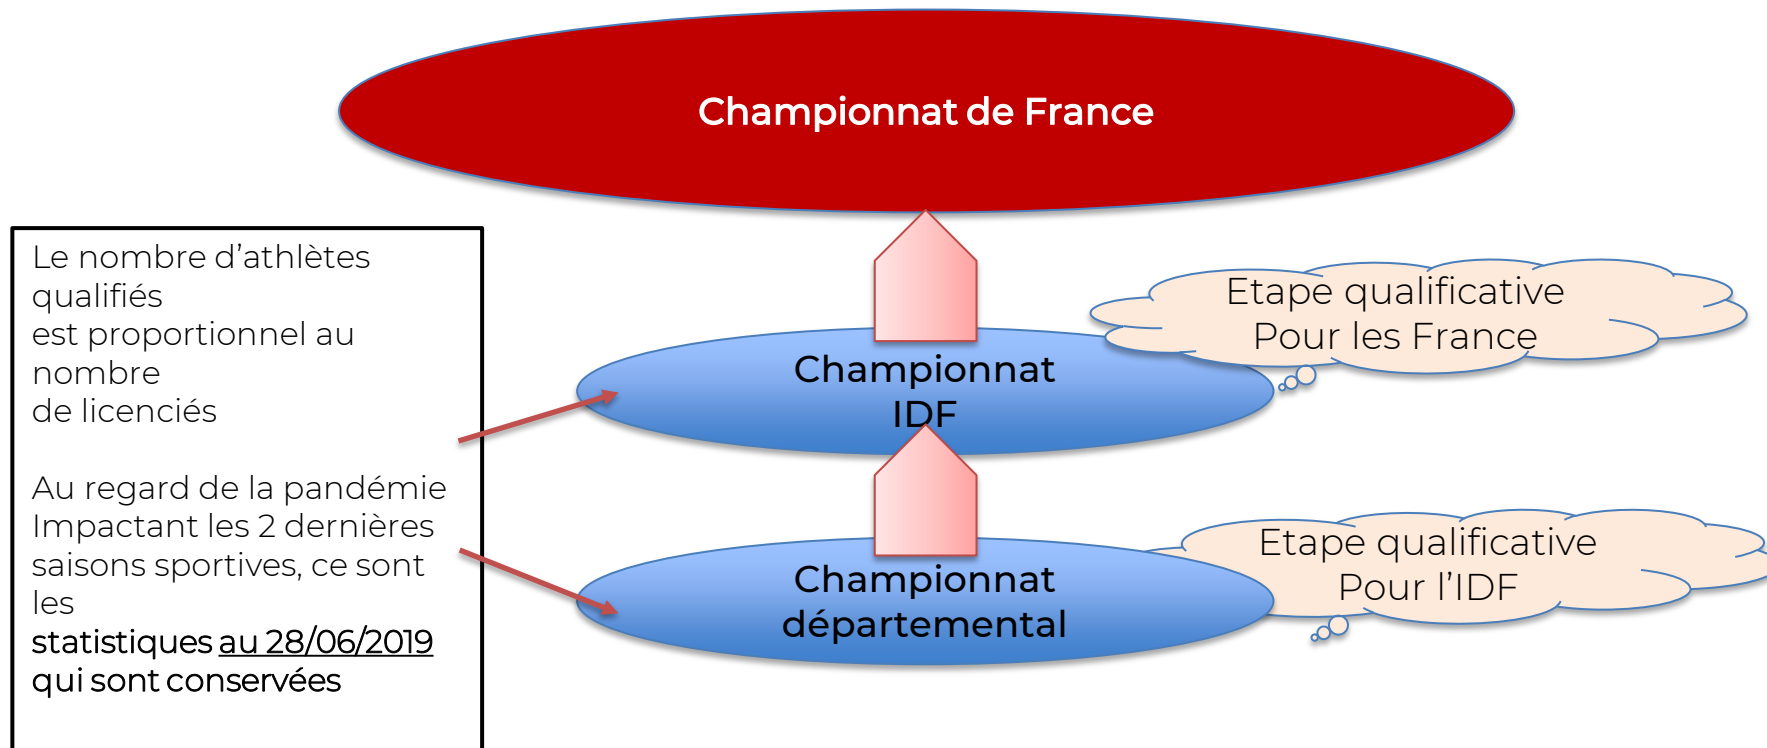 Championnat de France
Le nombre d’athlètes
qualifiés
est proportionnel au
nombre
de licenciés
Au regard de la pandémie
Impactant les 2 dernières
saisons sportives, ce sont
les
statistiques au 28/06/2019
qui sont conservées
Etape qualificative
Pour les France
Championnat
IDF
Etape qualificative
Pour l’IDF
Championnat
départemental